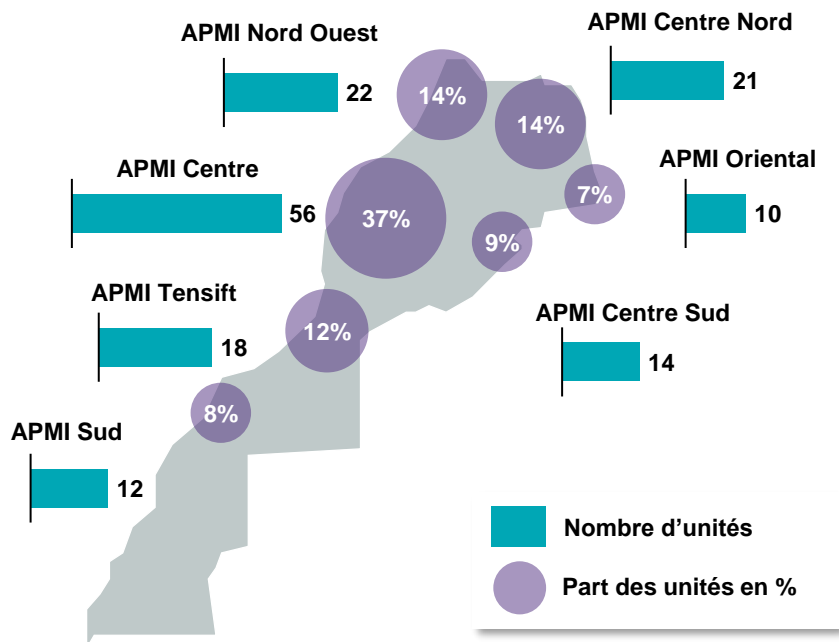 APMI Nord Ouest
22
14%
APMI Centre Nord
21
14%
APMI Centre
56
37%
APMI Oriental
10
7%
9%
APMI Tensift
18
12%
APMI Centre Sud
14
APMI Sud
12
8%
Nombre d’unités
Part des unités en %